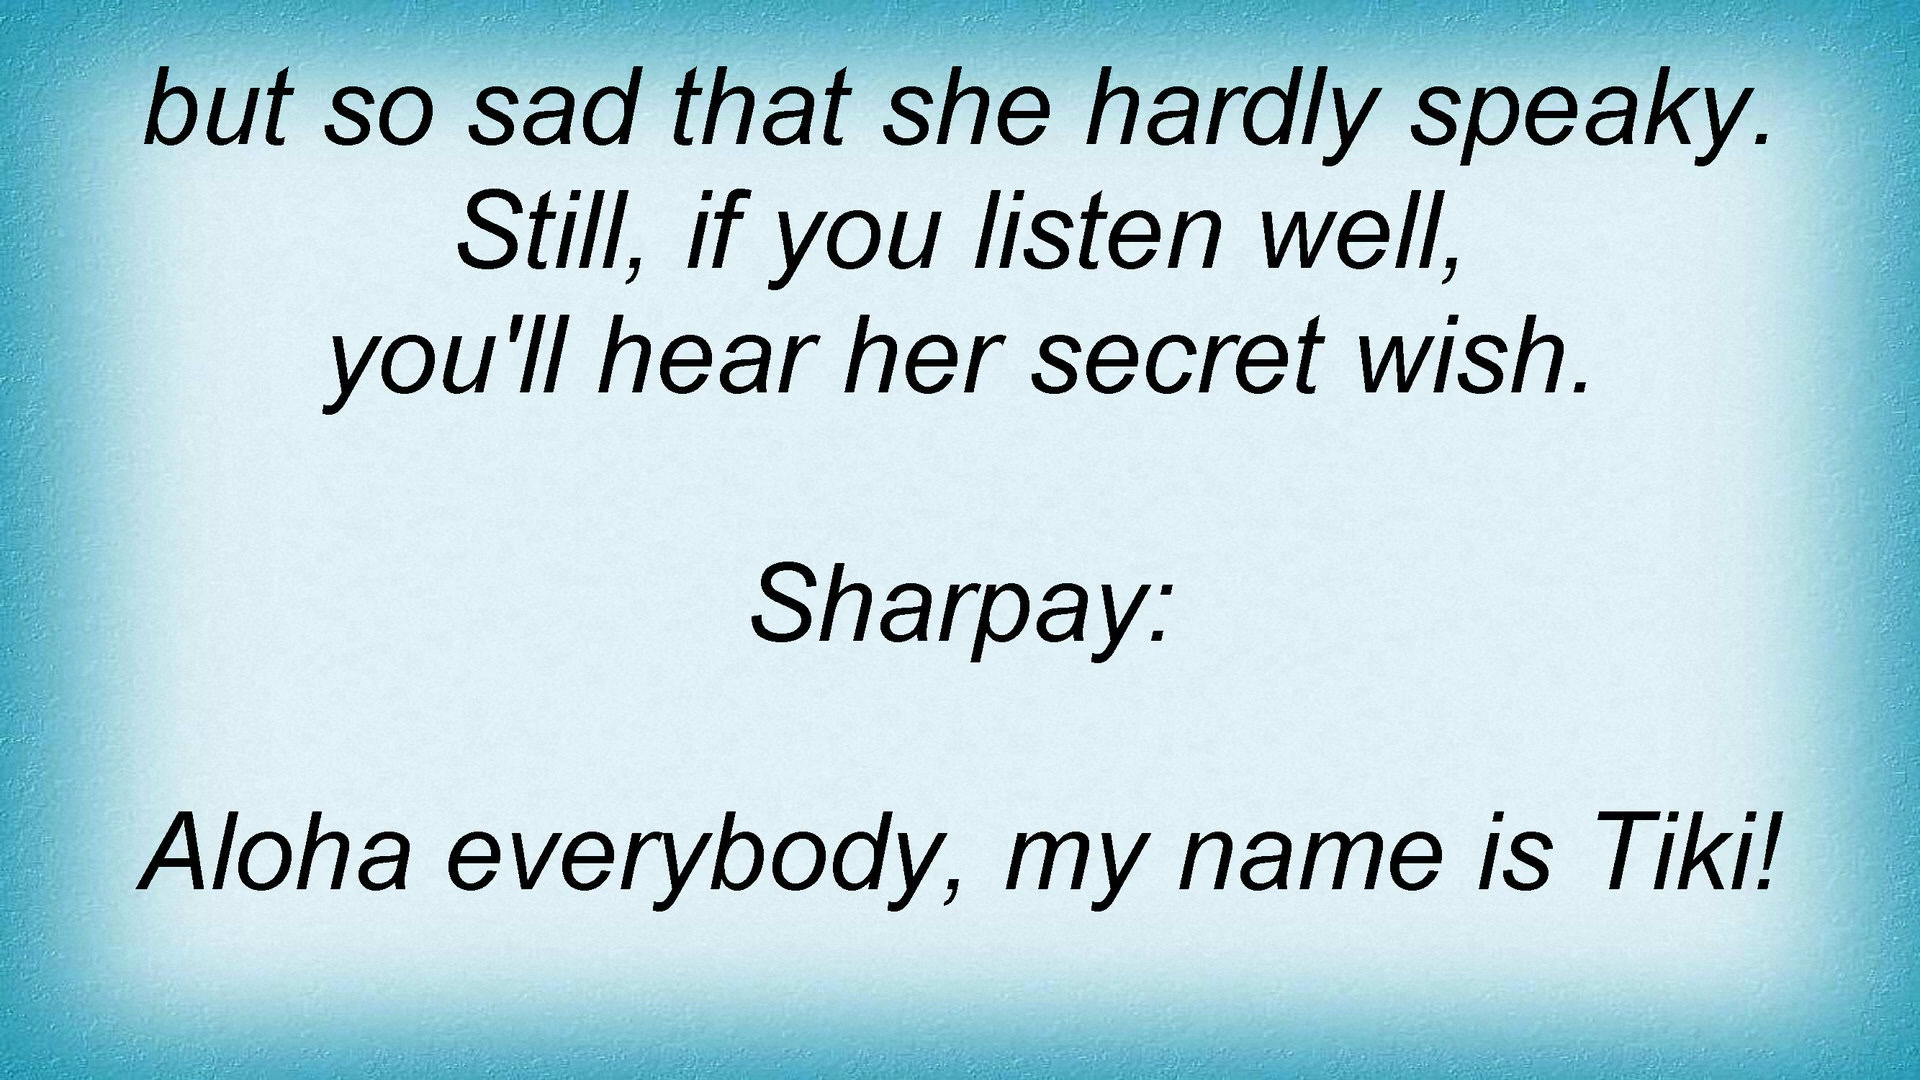 but so sad that she hardly speaky.
Still, if you listen well,
you'll hear her secret wish.
Sharpay:
Aloha everybody, my name is Tiki!